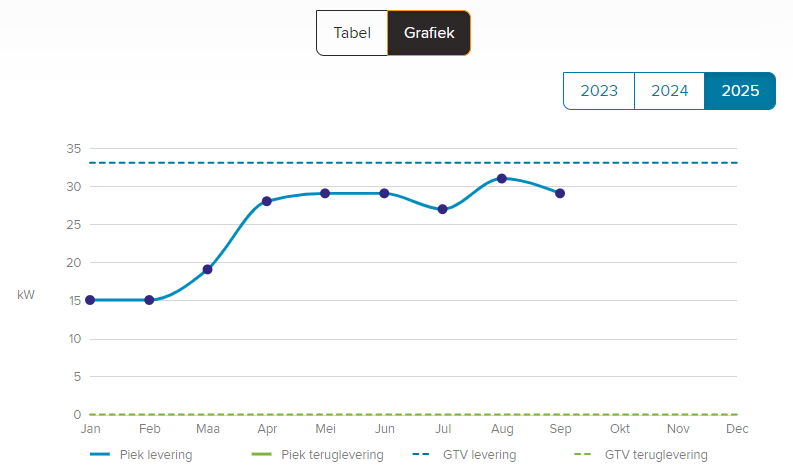 Tabel Grafiek
2023 2024 2025
35
30
25
20
kW
15
10
5
0
Jan Feb Maa Apr Mei Jun Jul Aug Sep Okt Nov Dec
Piek levering Piek teruglevering GTV levering GTV teruglevering